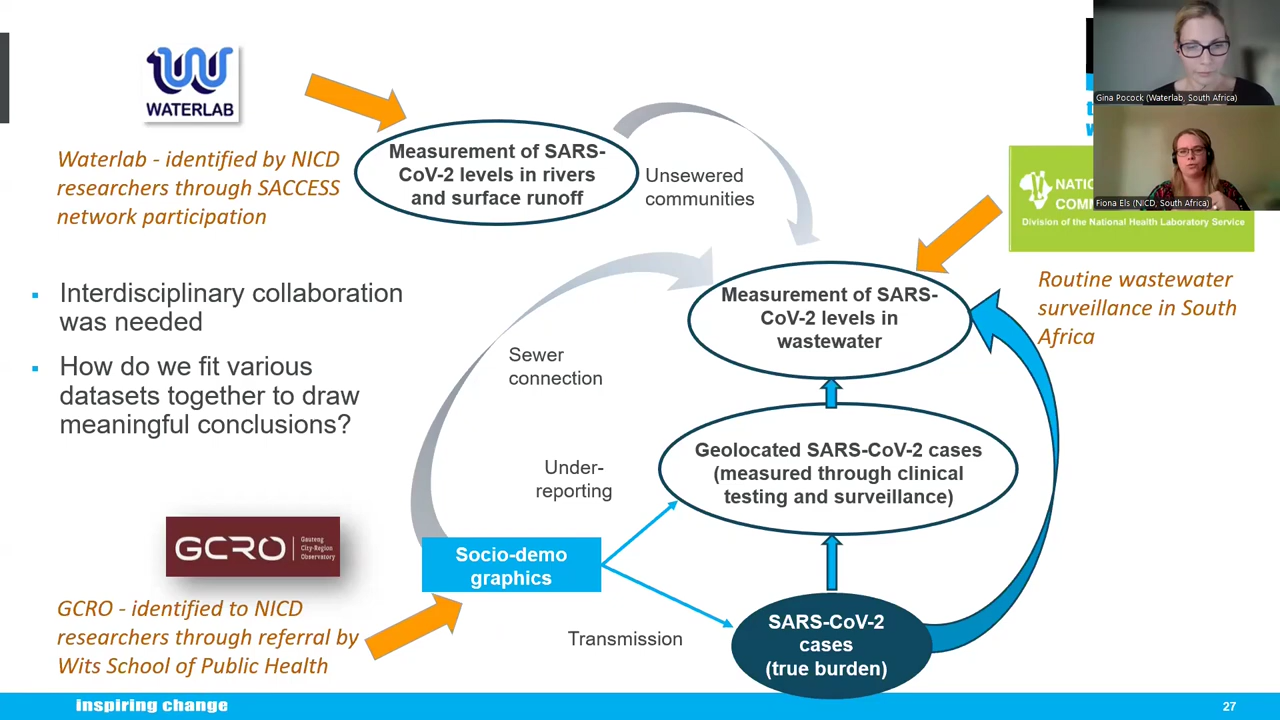 WATERLAB
Waterlab - identified by NICD
researchers through SACCESS
network participation
Measurement of SARS-
CoV-2 levels in rivers
and surface runoff
Unsewered
communities
Gina Pocock (Waterlab, South Africa)
Fiona Els (NICD, South Africa)
Division of the National Health Laboratory Service
Routine wastewater
surveillance in South
Africa
Interdisciplinary collaboration
was needed
How do we fit various
datasets together to draw
meaningful conclusions?
Measurement of SARS-
CoV-2 levels in
wastewater
Sewer
connection
Geolocated SARS-CoV-2 cases
(measured through clinical
testing and surveillance)
Under-
reporting
GCRO
Gauteng
City-Region
Observatory
Socio-demo
graphics
GCRO - identified to NICD
researchers through referral by
Wits School of Public Health
Transmission
SARS-CoV-2
cases
(true burden)
inspiring change
27